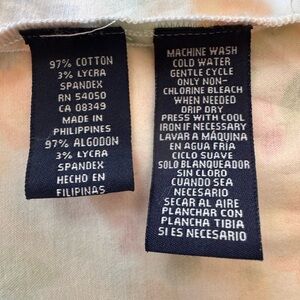 97% COTTON
3% LYCRA
SPANDEX
RN 54050
CA 08349
MADE IN
PHILIPPINES
97% ALGODON
3% LYCRA
SPANDEX
HECHO EN
FILIPINAS
MACHINE WASH
COLD WATER
GENTLE CYCLE
ONLY NON-
CHLORINE BLEACH
WHEN NEEDED
DRIP DRY
PRESS WITH COOL
IRON IF NECESSARY
LAVAR A MÁQUINA
EN AGUA FRÍA
CICLO SUAVE
SOLO BLANQUEADOR
SIN CLORO
CUANDO SEA
NECESARIO
SECAR AL AIRE
PLANCHAR CON
PLANCHA TIBIA
SI ES NECESARIO